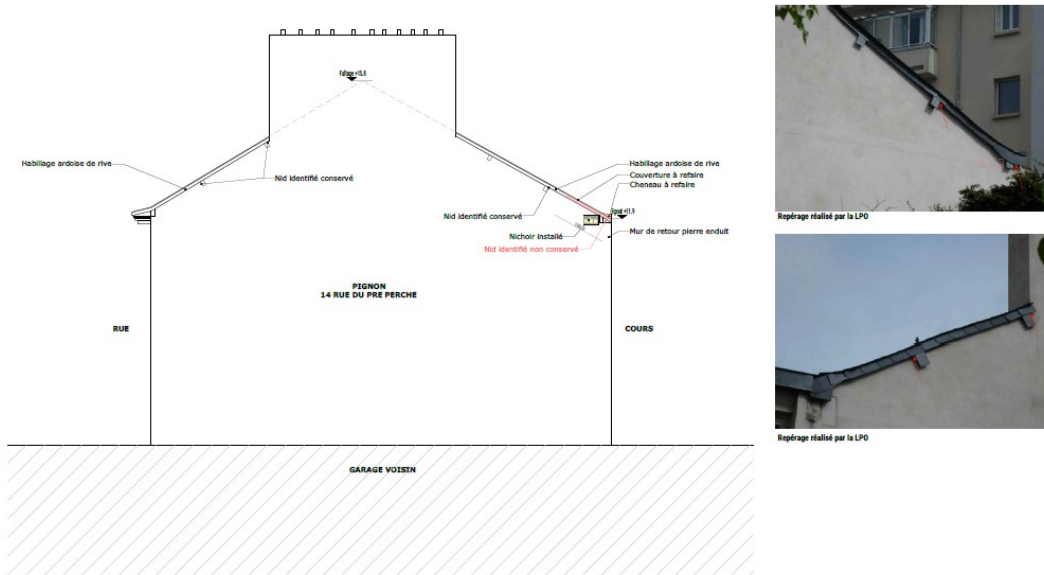 Faîtage +15.0
Habillage ardoise de rive
Nid identifié conservé
Habillage ardoise de rive
Couverture à refaire
Cheneau à refaire
Nid identifié conservé
Egout +11.9
Nichoir installé
Mur de retour pierre enduit
Nid identifié non conservé
PIGNON
14 RUE DU PRE PERCHE
RUE
COURS
GARAGE VOISIN
Repérage réalisé par la LPO
Repérage réalisé par la LPO